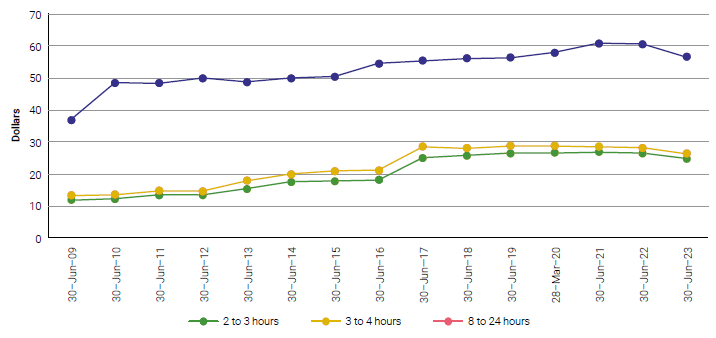 70
60
50
40
30
20
10
0
Dollars
30–Jun–09
30–Jun–10
30–Jun–11
30–Jun–12
30–Jun–13
30–Jun–14
30–Jun–15
30–Jun–16
30–Jun–17
30–Jun–18
30–Jun–19
28–Mar–20
30–Jun–21
30–Jun–22
30–Jun–23
2 to 3 hours 3 to 4 hours 8 to 24 hours